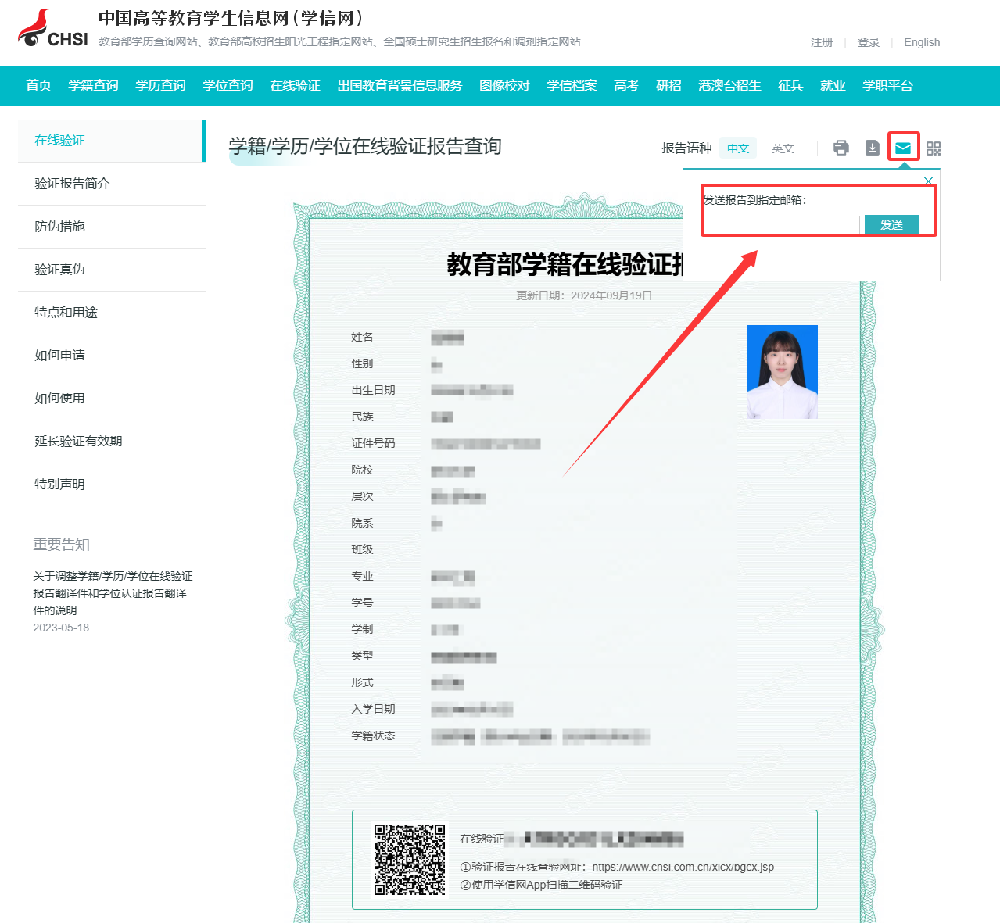 中国高等教育学生信息网（学信网）
CHSI
教育部学历查询网站、教育部高校招生阳光工程指定网站、全国硕士研究生招生报名和调剂指定网站
注册 | 登录 | English
首页 学籍查询 学历查询 学位查询 在线验证 出国教育背景信息服务 图像校对 学信档案 高考 研招 港澳台招生 征兵 就业 学职平台
在线验证
验证报告简介
防伪措施
验证真伪
特点和用途
如何申请
如何使用
延长验证有效期
特别声明
重要告知
关于调整学籍/学历/学位在线验证
报告翻译件和学位认证报告翻译
件的说明
2023-05-18
学籍/学历/学位在线验证报告查询
报告语种 中文 英文
发送报告到指定邮箱：
发送
教育部学籍在线验证报
更新日期：2024年09月19日
姓名
性别
出生日期
民族
证件号码
院校
层次
院系
班级
专业
学号
学制
类型
形式
入学日期
学籍状态
在线验证
①验证报告在线查验网址：https://www.chsi.com.cn/xlcx/bgcx.jsp
②使用学信网App扫描二维码验证